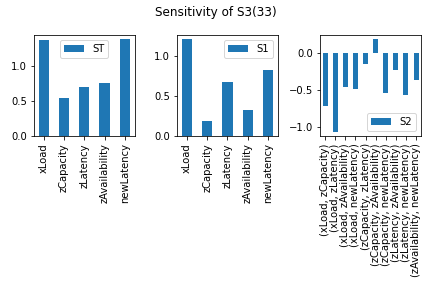 Sensitivity of S3(33)
ST
1.0
0.5
0.0
xLoad
zCapacity
zLatency
zAvailability
newLatency
S1
1.0
0.5
0.0
xLoad
zCapacity
zLatency
zAvailability
newLatency
0.0
−0.5
−1.0
S2
(xLoad, zCapacity)
(xLoad, zLatency)
(xLoad, zAvailability)
(xLoad, newLatency)
(zCapacity, zLatency)
(zCapacity, zAvailability)
(zCapacity, newLatency)
(zLatency, zAvailability)
(zLatency, newLatency)
(zAvailability, newLatency)